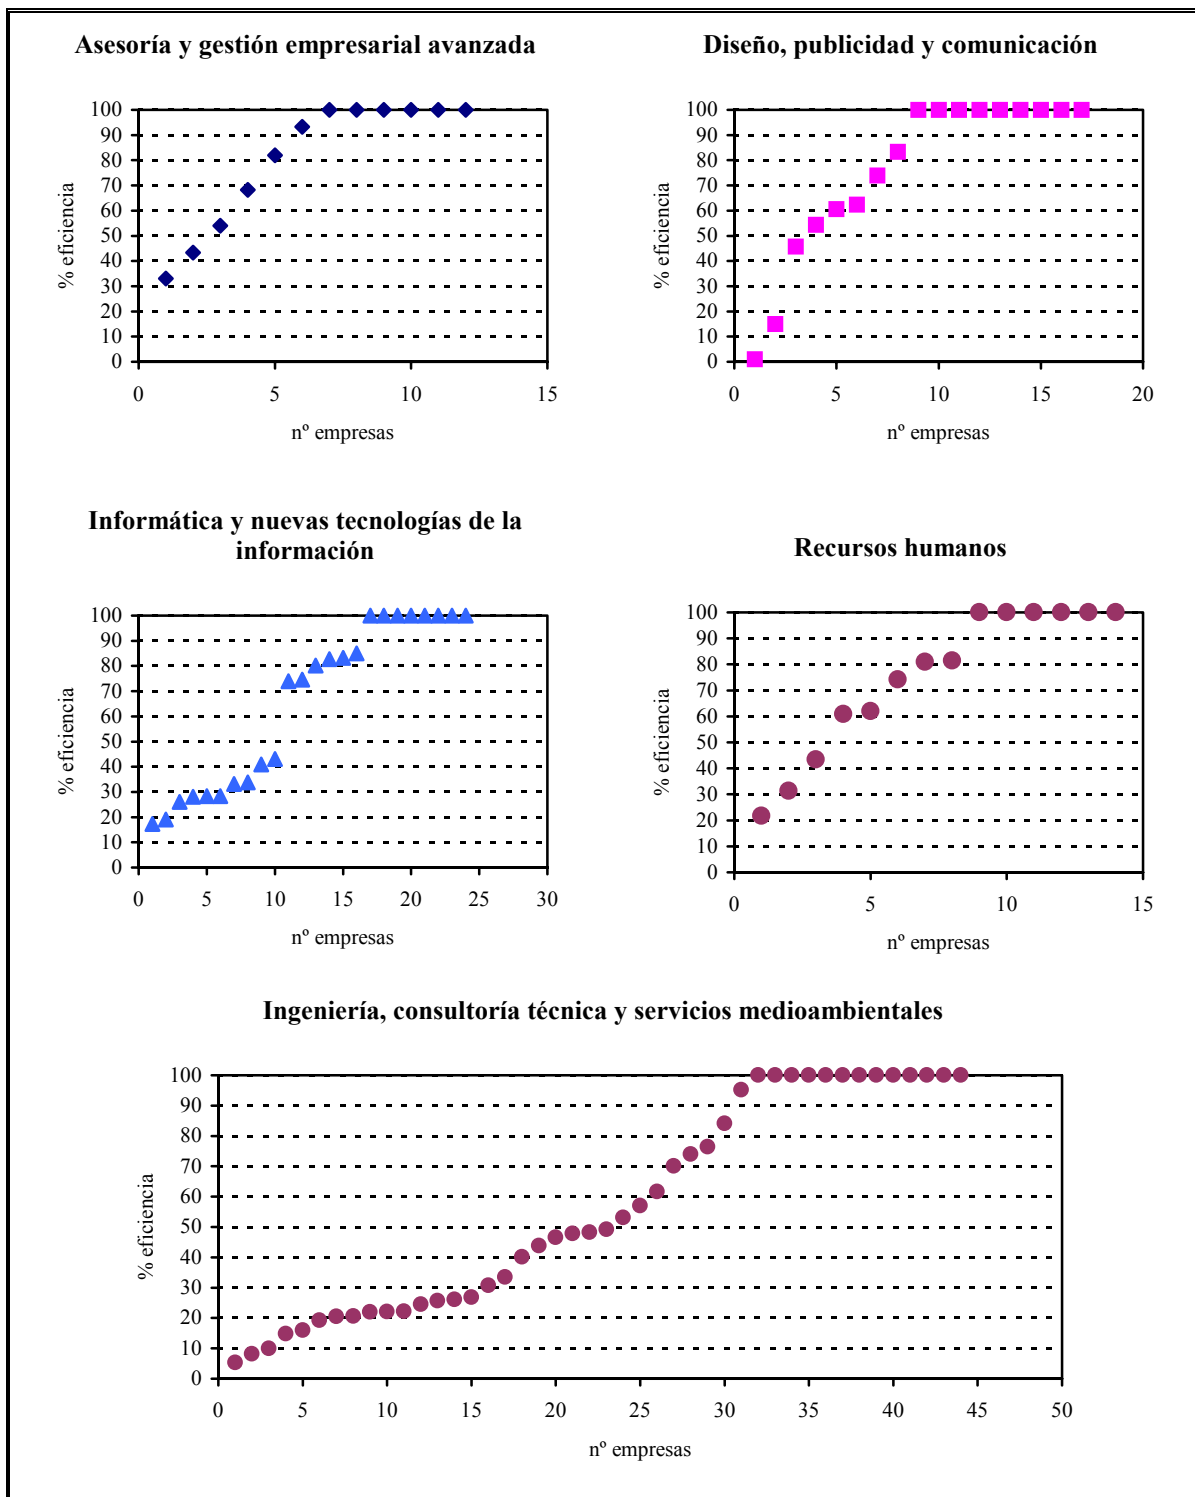 Asesoría y gestión empresarial avanzada
100
90
80
70
60
50
40
30
20
10
0
% eficiencia
0 5 10 15
nº empresas
Diseño, publicidad y comunicación
100
90
80
70
60
50
40
30
20
10
0
% eficiencia
0 5 10 15 20
nº empresas
Informática y nuevas tecnologías de la
información
100
90
80
70
60
50
40
30
20
10
0
% eficiencia
0 5 10 15 20 25 30
nº empresas
Recursos humanos
100
90
80
70
60
50
40
30
20
10
0
% eficiencia
0 5 10 15
nº empresas
Ingeniería, consultoría técnica y servicios medioambientales
100
90
80
70
60
50
40
30
20
10
0
% eficiencia
0 5 10 15 20 25 30 35 40 45 50
nº empresas